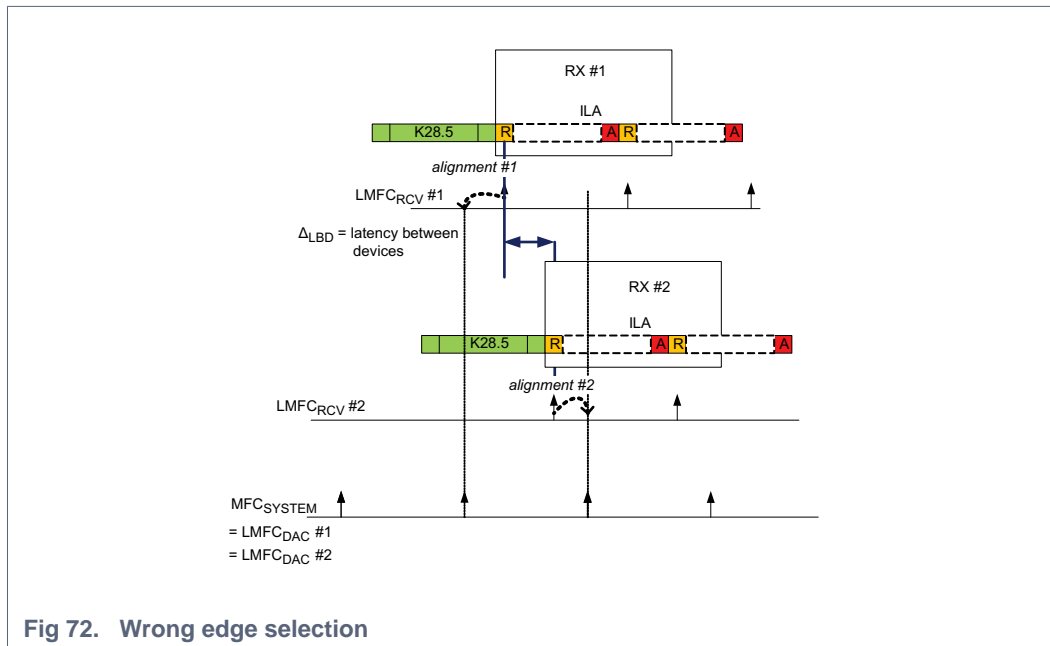 RX #1
ILA
K28.5 R A R A
alignment #1
LMFCRCV #1
ΔLBD = latency between
devices
RX #2
ILA
K28.5 R A R A
alignment #2
LMFCRCV #2
MFCSYSTEM
= LMFCDAC #1
= LMFCDAC #2
Fig 72. Wrong edge selection